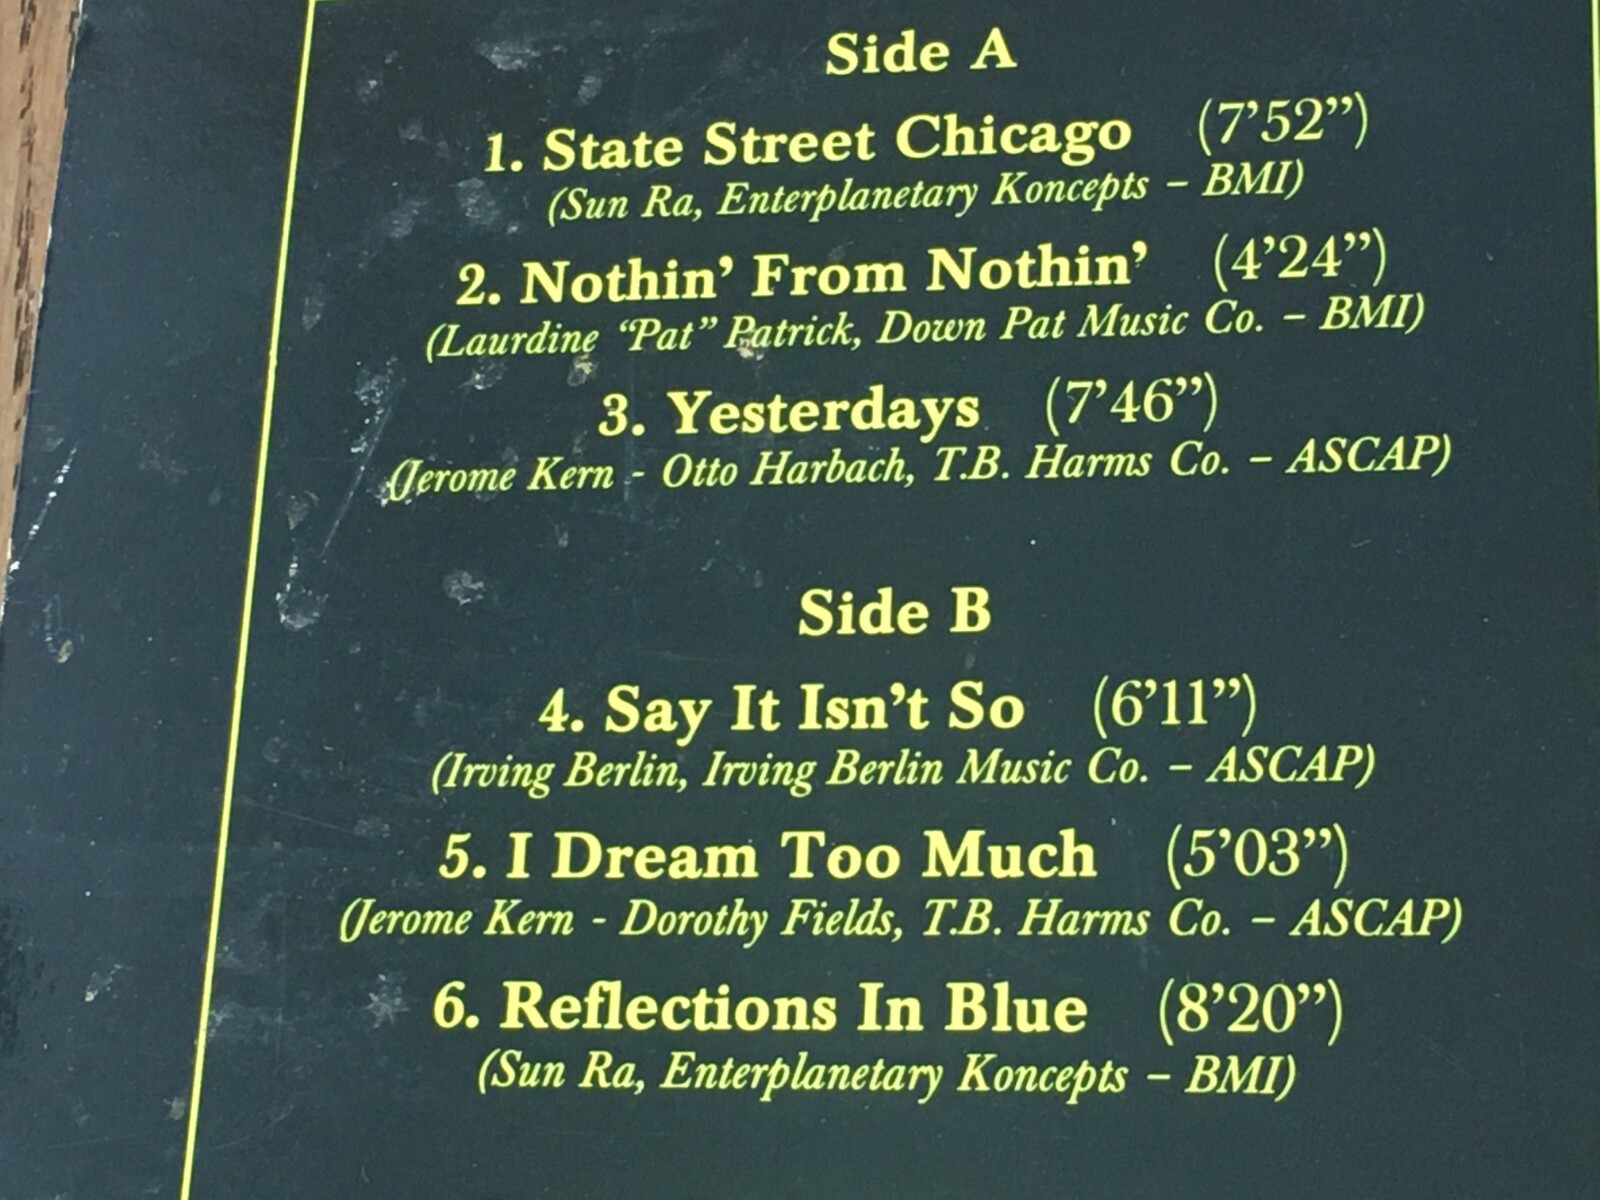 Side A
1. State Street Chicago (7’52”)
(Sun Ra, Enterplanetary Koncepts – BMI)
2. Nothin’ From Nothin’ (4’24”)
(Laurdine “Pat” Patrick, Down Pat Music Co. – BMI)
3. Yesterdays (7’46”)
(Jerome Kern - Otto Harbach, T.B. Harms Co. – ASCAP)
Side B
4. Say It Isn’t So (6’11”)
(Irving Berlin, Irving Berlin Music Co. – ASCAP)
5. I Dream Too Much (5’03”)
(Jerome Kern - Dorothy Fields, T.B. Harms Co. – ASCAP)
6. Reflections In Blue (8’20”)
(Sun Ra, Enterplanetary Koncepts – BMI)